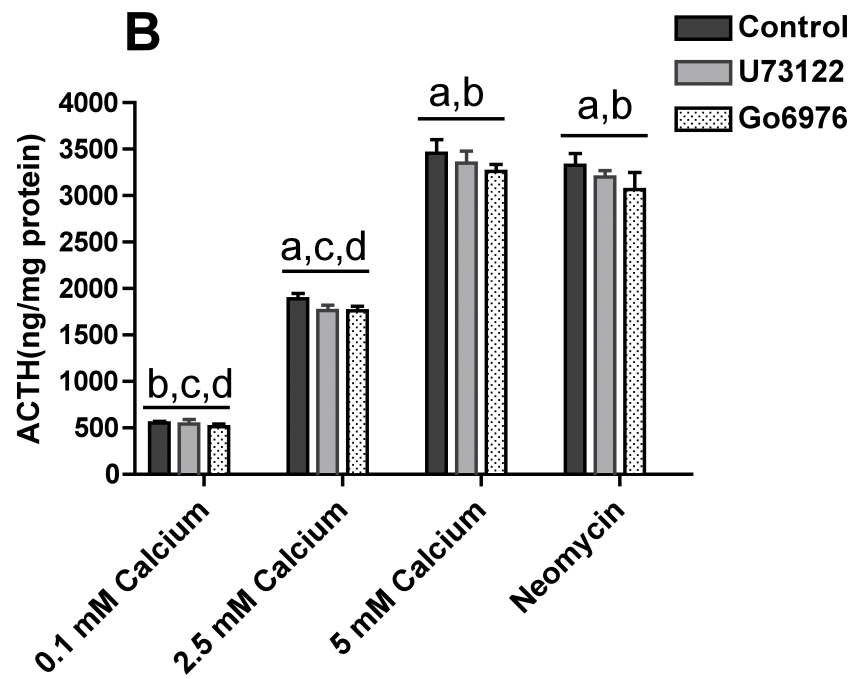 B
Control
U73122
Go6976
ACTH(ng/mg protein)
4000
3500
3000
2500
2000
1500
1000
500
0
b,c,d
a,c,d
a,b
a,b
0.1 mM Calcium
2.5 mM Calcium
5 mM Calcium
Neomycin